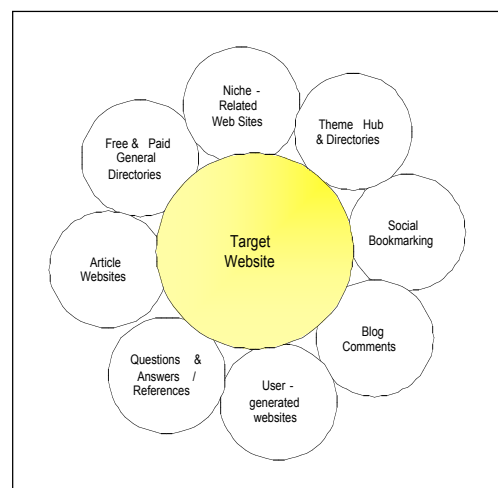 Niche -
Related
Web Sites
Theme Hub
& Directories
Social
Bookmarking
Blog
Comments
User -
generated
websites
Questions &
Answers /
References
Article
Websites
Free & Paid
General
Directories
Target
Website